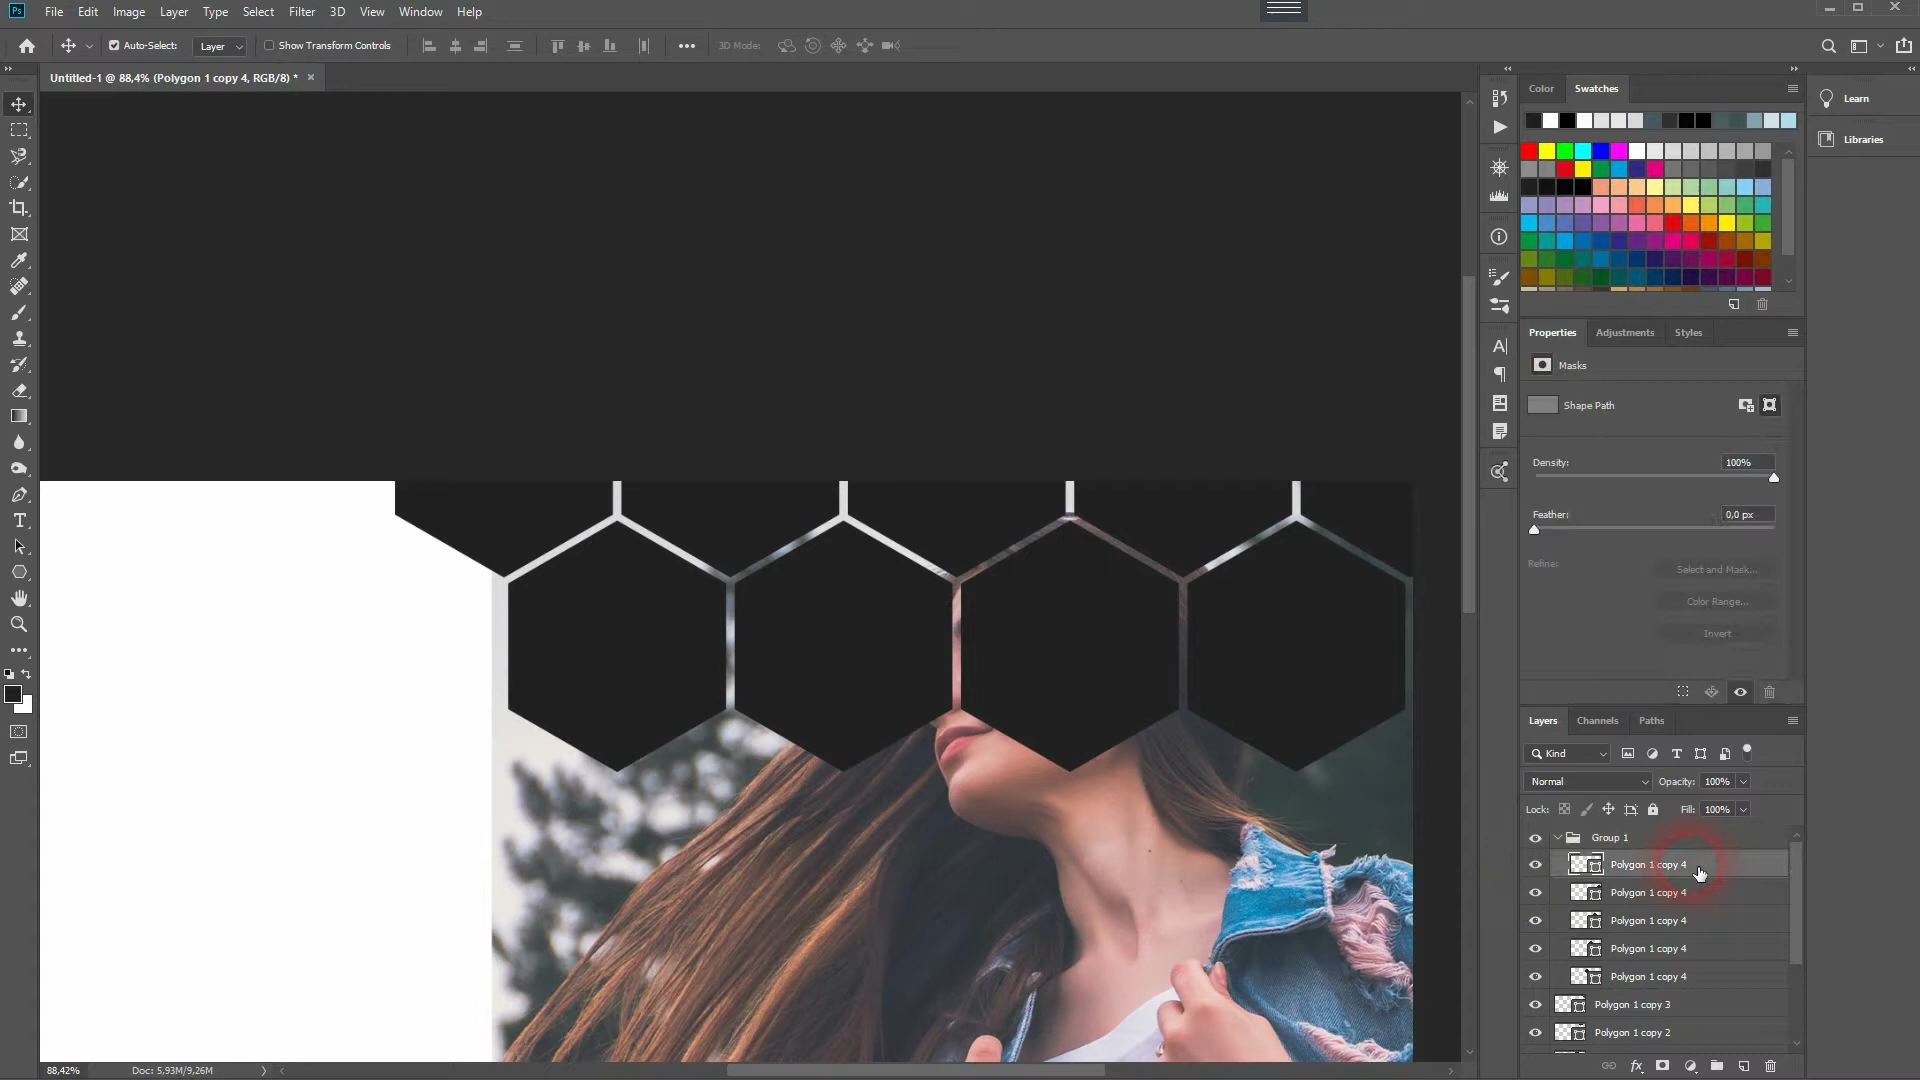 Ps File Edit Image Layer Type Select Filter 3D View Window Help
Auto-Select: Layer Show Transform Controls 3D Mode:
Untitled-1 @ 88,4% (Polygon 1 copy 4, RGB/8) *
Color Swatches
Learn
Libraries
Properties Adjustments Styles
Masks
Shape Path
Density: 100%
Feather: 0,0 px
Refine: Select and Mask...
Color Range...
Invert
Layers Channels Paths
Kind
Normal Opacity: 100%
Lock: Fill: 100%
Group 1
Polygon 1 copy 4
Polygon 1 copy 4
Polygon 1 copy 4
Polygon 1 copy 4
Polygon 1 copy 4
Polygon 1 copy 3
Polygon 1 copy 2
88,42% Doc: 5,93M/9,26M